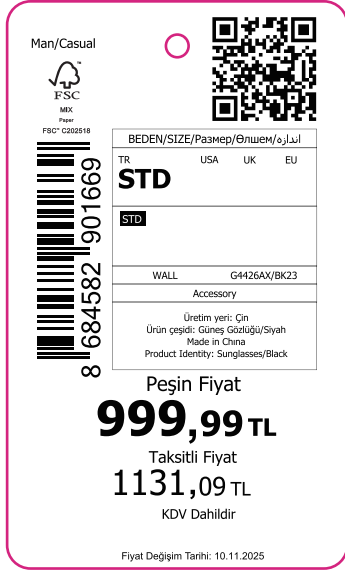 Man/Casual
FSC
MIX
Paper
FSC™ C202518
8 684582 901669
BEDEN/SIZE/Размер/Өлшем/اندازه
TR USA UK EU
STD
STD
WALL G4426AX/BK23
Accessory
Üretim yeri: Çin
Ürün çeşidi: Güneş Gözlüğü/Siyah
Made in Chına
Product Identity: Sunglasses/Black
Peşin Fiyat
999,99 TL
Taksitli Fiyat
1131,09 TL
KDV Dahildir
Fiyat Değişim Tarihi: 10.11.2025